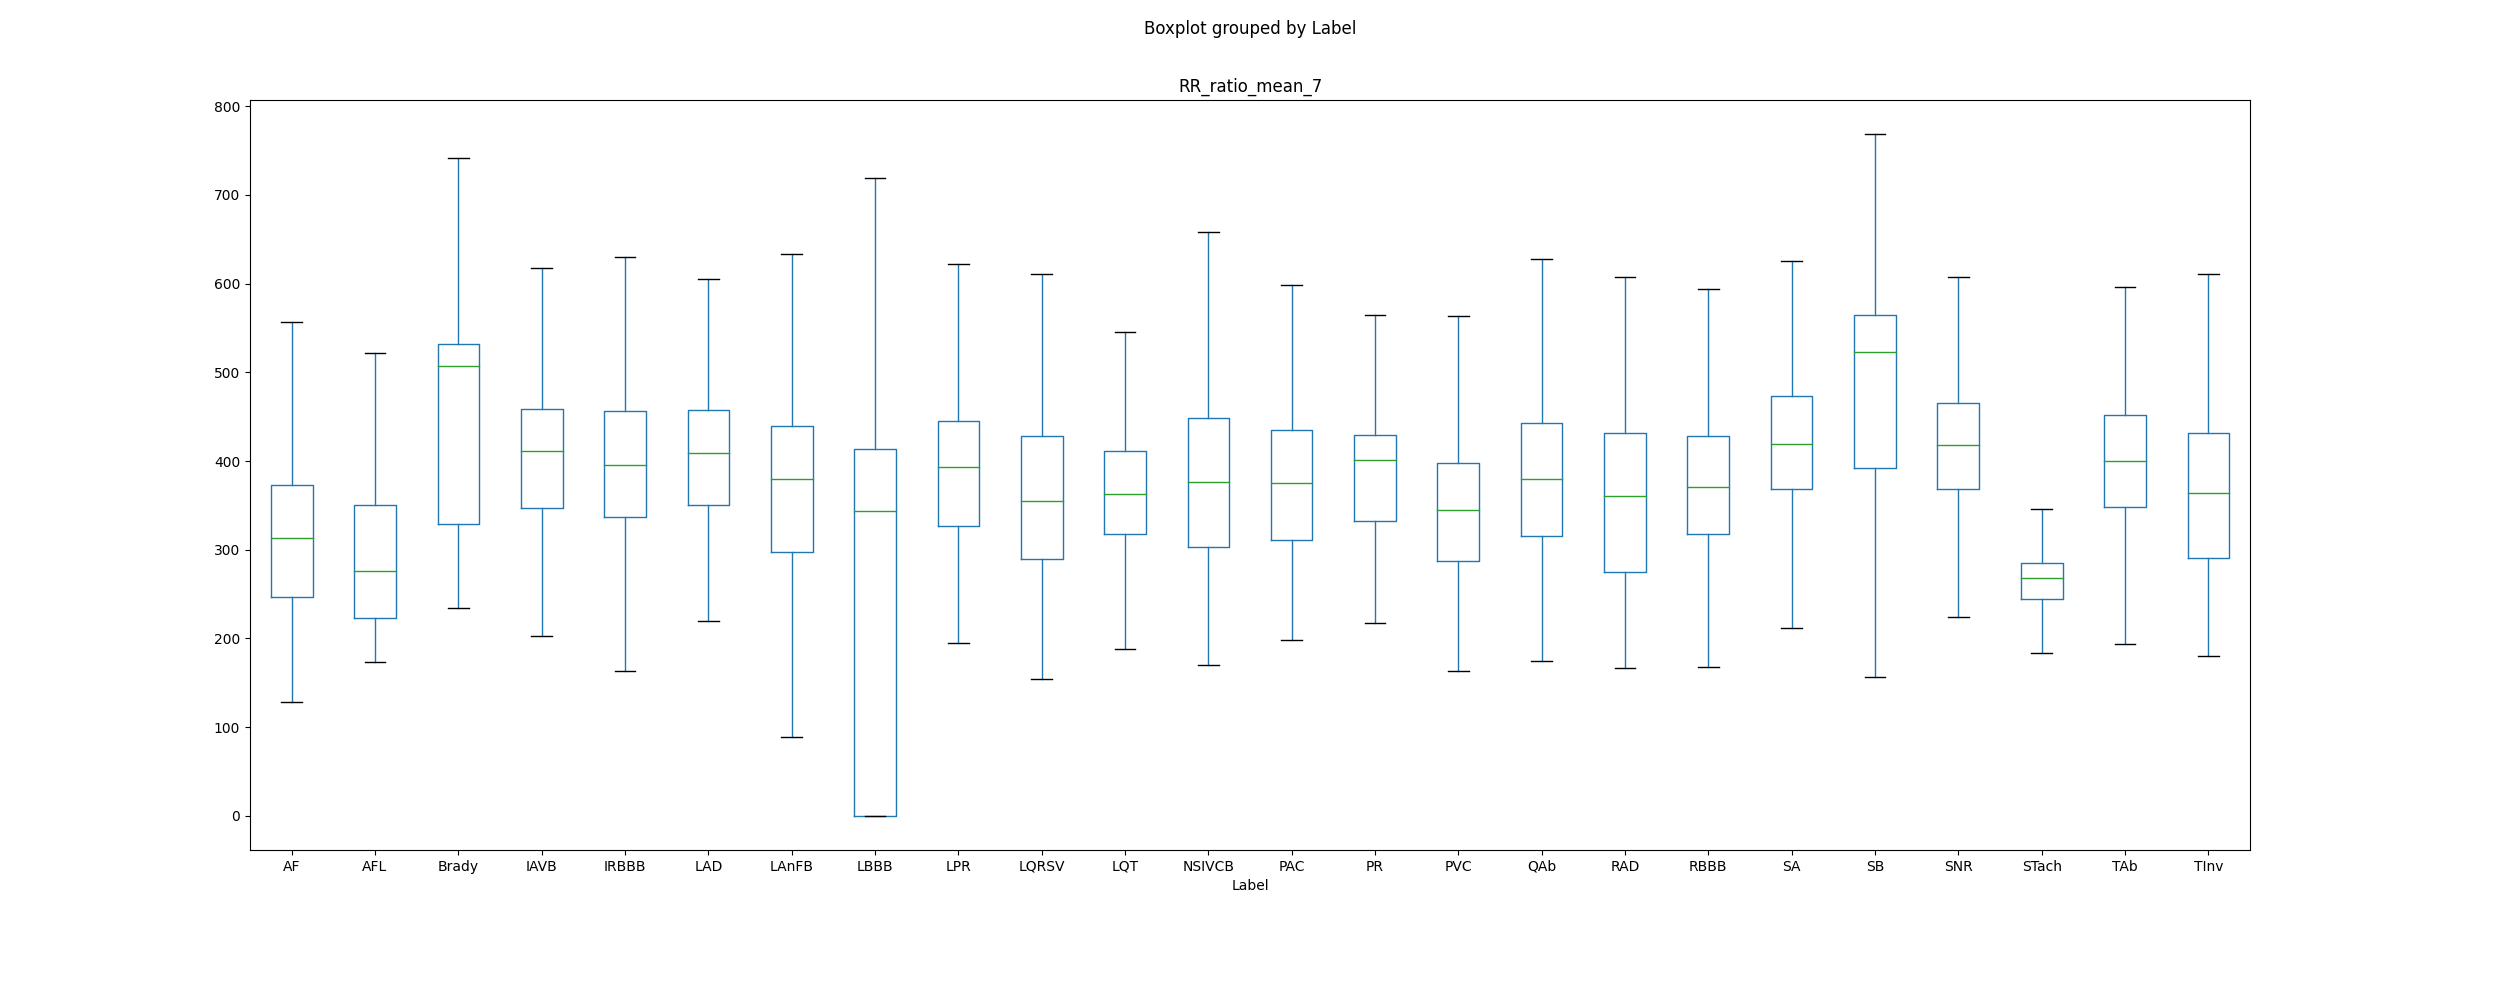 Boxplot grouped by Label
RR_ratio_mean_7
800
700
600
500
400
300
200
100
0
AF AFL Brady IAVB IRBBB LAD LAnFB LBBB LPR LQRSV LQT NSIVCB PAC PR PVC QAb RAD RBBB SA SB SNR STach TAb TInv
Label